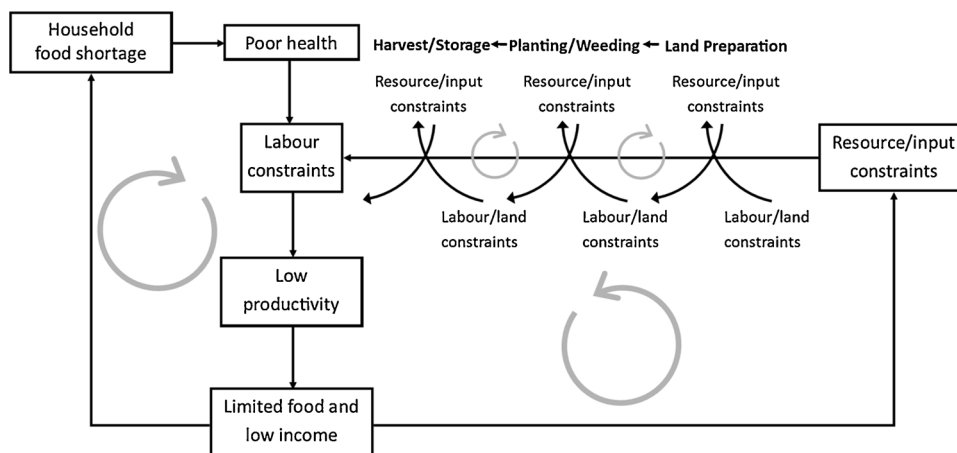 Household
food shortage
Poor health
Harvest/Storage Planting/Weeding Land Preparation
Resource/input
constraints
Resource/input
constraints
Resource/input
constraints
Labour
constraints
Resource/input
constraints
Labour/land
constraints
Labour/land
constraints
Labour/land
constraints
Low
productivity
Limited food and
low income